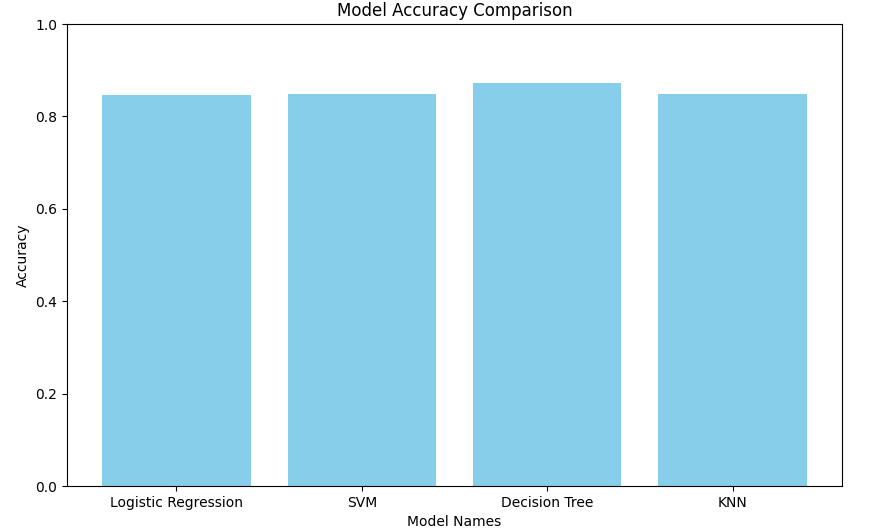 Model Accuracy Comparison
1.0
0.8
0.6
0.4
0.2
0.0
Accuracy
Logistic Regression SVM Decision Tree KNN
Model Names